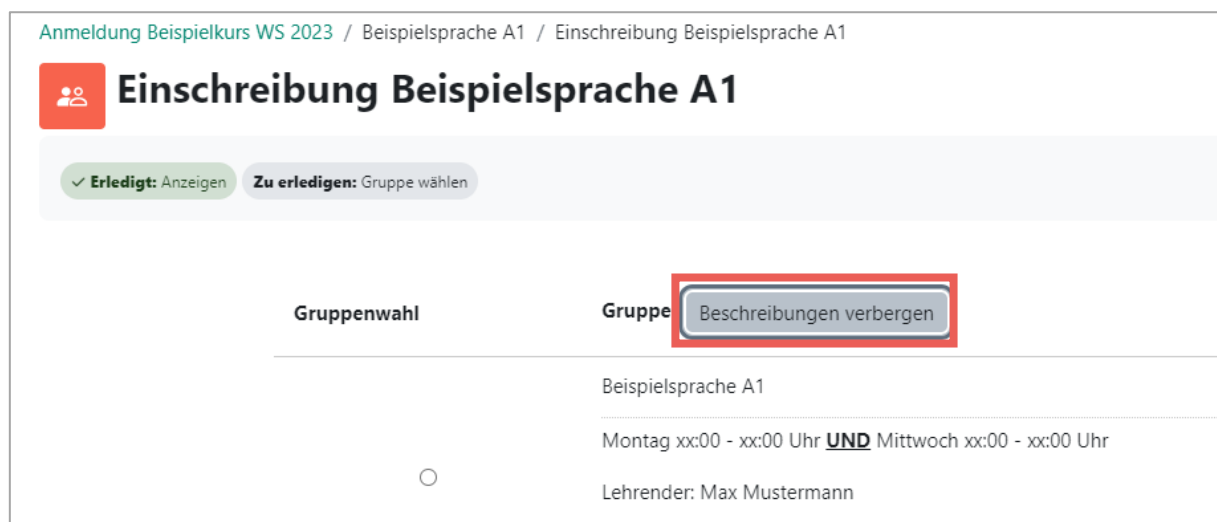 Anmeldung Beispielkurs WS 2023 / Beispielsprache A1 / Einschreibung Beispielsprache A1
Einschreibung Beispielsprache A1
✓ Erledigt: Anzeigen Zu erledigen: Gruppe wählen
Gruppenwahl Gruppe Beschreibungen verbergen
Beispielsprache A1
Montag xx:00 - xx:00 Uhr UND Mittwoch xx:00 - xx:00 Uhr
Lehrender: Max Mustermann